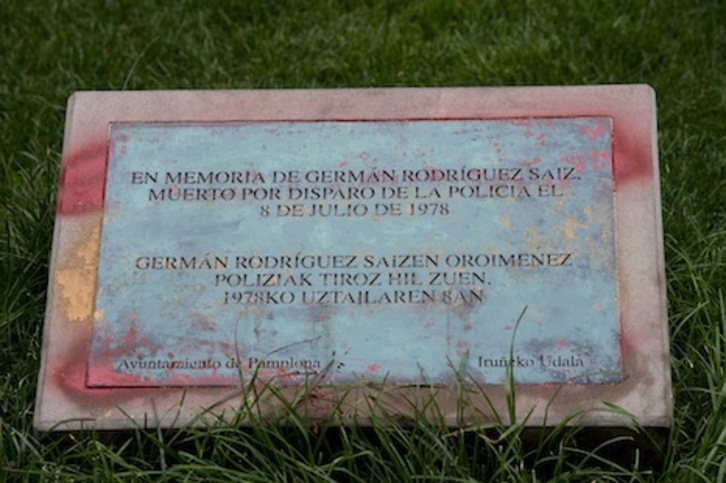 EN MEMORIA DE GERMÁN RODRÍGUEZ SAIZ.
MUERTO POR DISPARO DE LA POLICIA EL
8 DE JULIO DE 1978
GERMÁN RODRÍGUEZ SAIZEN OROIMENEZ
POLIZIAK TIROZ HIL ZUEN.
1978KO UZTAILAREN 8AN
Ayuntamiento de Pamplona
Iruñeko Udala